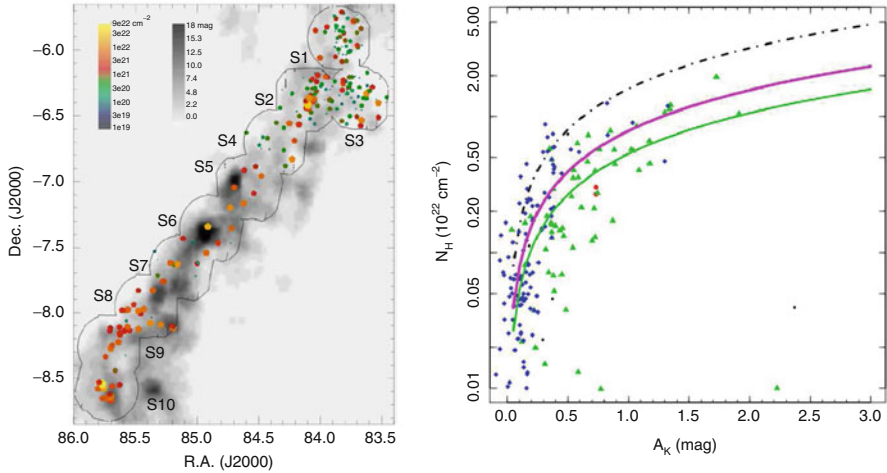 9e22 cm⁻²
3e22
1e22
3e21
1e21
3e20
1e20
3e19
1e19
18 mag
15.3
12.6
10.0
7.4
4.8
2.2
0.0
S1
S2
S3
S4
S5
S6
S7
S8
S9
S10
−6.0
−6.5
−7.0
−7.5
−8.0
−8.5
Dec. (J2000)
86.0 85.5 85.0 84.5 84.0 83.5
R.A. (J2000)
5.00
2.00
0.50
0.20
0.05
0.01
N_H (10²² cm⁻²)
0.0 0.5 1.0 1.5 2.0 2.5 3.0
A_K (mag)